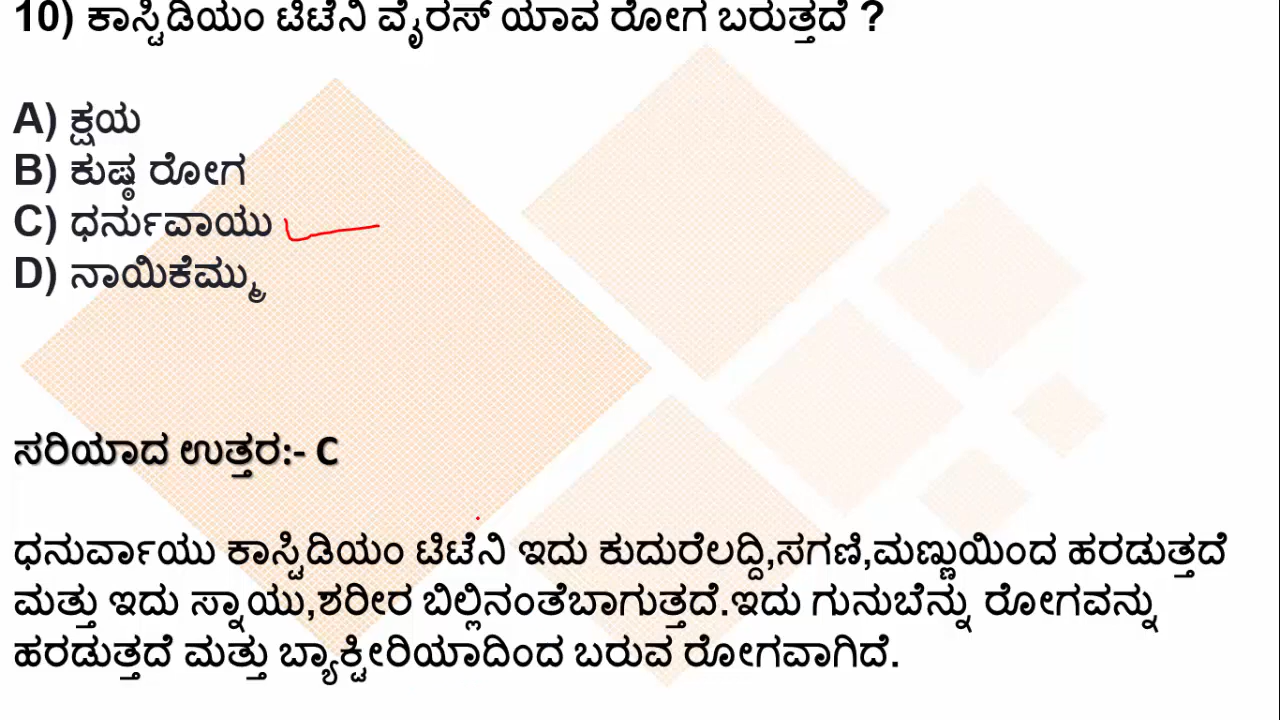 10) ಕಾಸ್ಟಿಡಿಯಂ ಟಿಟೆನಿ ವೈರಸ್ ಯಾವ ರೋಗ ಬರುತ್ತದೆ ?
A) ಕ್ಷಯ
B) ಕುಷ್ಠ ರೋಗ
C) ಧರ್ನುವಾಯು
D) ನಾಯಿಕೆಮ್ಮು
ಸರಿಯಾದ ಉತ್ತರ:- C
ಧನುರ್ವಾಯು ಕಾಸ್ಟಿಡಿಯಂ ಟಿಟೆನಿ ಇದು ಕುದುರೆಲದ್ದಿ,ಸಗಣಿ,ಮಣ್ಣುಯಿಂದ ಹರಡುತ್ತದೆ
ಮತ್ತು ಇದು ಸ್ನಾಯು,ಶರೀರ ಬಿಲ್ಲಿನಂತೆಬಾಗುತ್ತದೆ.ಇದು ಗುನುಬೆನ್ನು ರೋಗವನ್ನು
ಹರಡುತ್ತದೆ ಮತ್ತು ಬ್ಯಾಕ್ಟೀರಿಯಾದಿಂದ ಬರುವ ರೋಗವಾಗಿದೆ.